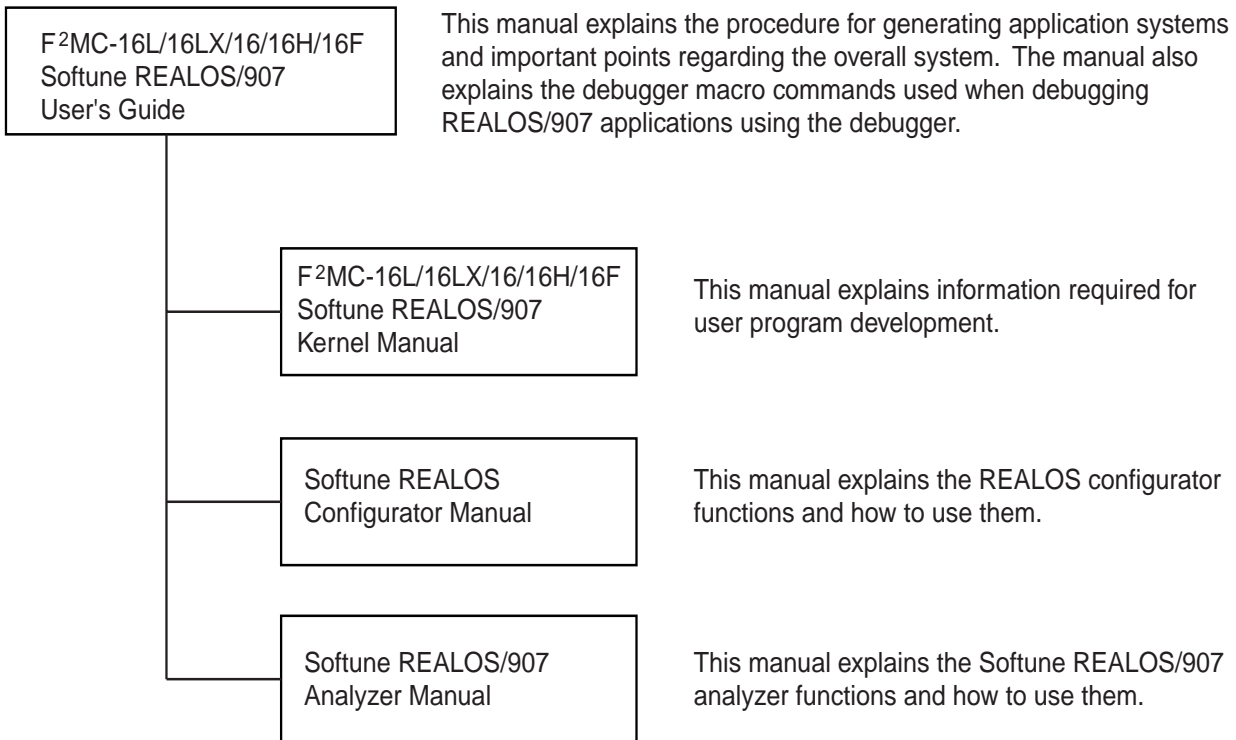 F²MC-16L/16LX/16/16H/16F
Softune REALOS/907
User's Guide
This manual explains the procedure for generating application systems
and important points regarding the overall system. The manual also
explains the debugger macro commands used when debugging
REALOS/907 applications using the debugger.
F²MC-16L/16LX/16/16H/16F
Softune REALOS/907
Kernel Manual
This manual explains information required for
user program development.
Softune REALOS
Configurator Manual
This manual explains the REALOS configurator
functions and how to use them.
Softune REALOS/907
Analyzer Manual
This manual explains the Softune REALOS/907
analyzer functions and how to use them.